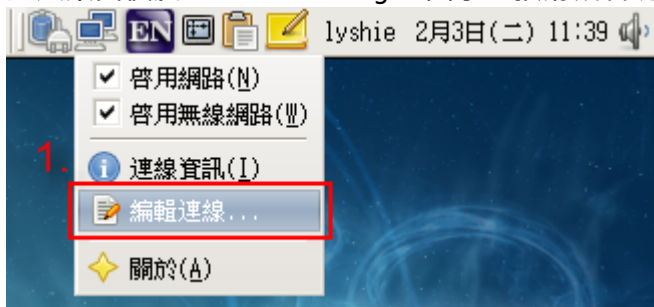 EN lyshie 2月3日(二) 11:39
啓用網路(N)
啓用無線網路(W)
1.
連線資訊(I)
編輯連線...
關於(A)